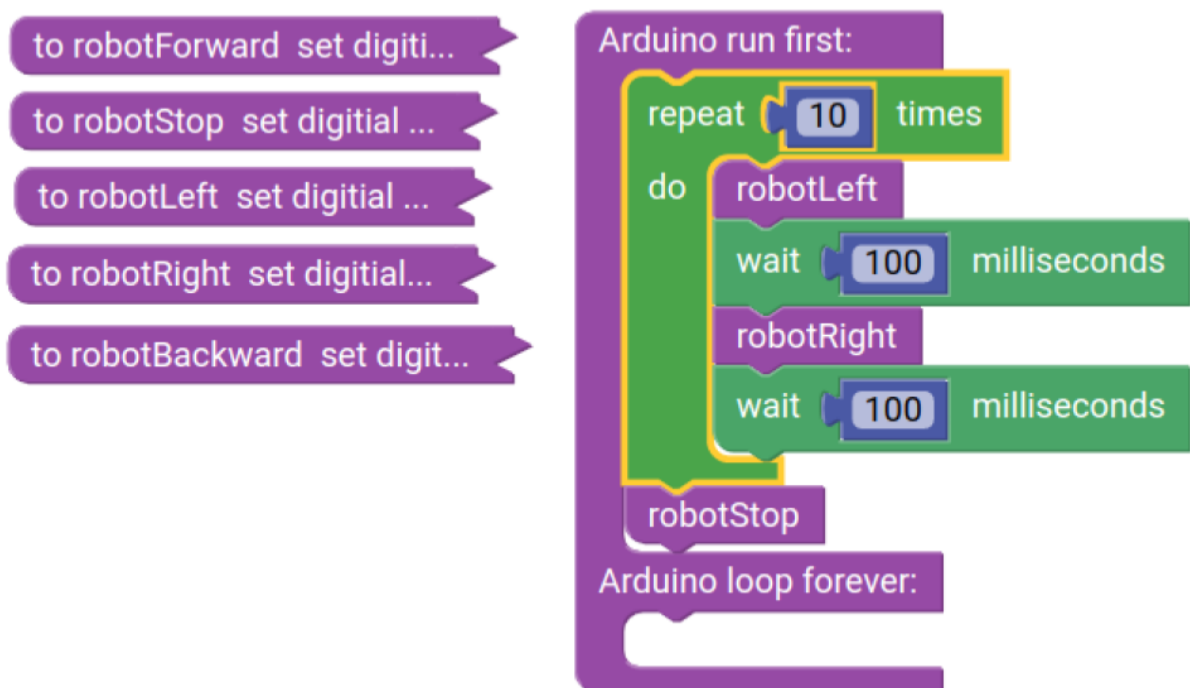 to robotForward set digiti...
to robotStop set digitial ...
to robotLeft set digitial ...
to robotRight set digitial...
to robotBackward set digit...
Arduino run first:
repeat 10 times
do robotLeft
wait 100 milliseconds
robotRight
wait 100 milliseconds
robotStop
Arduino loop forever: